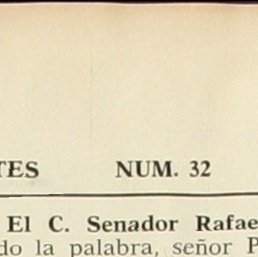 TES NUM. 32
El C. Senador Rafae
do la palabra, señor P